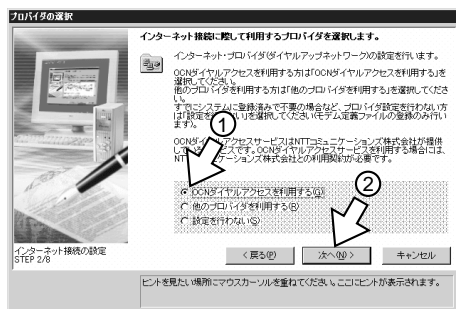 プロバイダの選択
インターネット接続に際して利用するプロバイダを選択します。
インターネット・プロバイダ(ダイヤルアップネットワーク)の設定を行います。
OCNダイヤルアクセスを利用する方は「OCNダイヤルアクセスを利用する」を
選択してください。
他のプロバイダを利用する方は「他のプロバイダを利用する」を選択してくださ
い。
すでにシステムに登録済みで不要の場合など、プロバイダ設定を行わない方
は「設定を行わない」を選択してください(モデム定義ファイルの登録のみ行い
ます)。
①
OCNダイヤルアクセスサービスはNTTコミュニケーションズ株式会社が提供
しているサービスです。OCNダイヤルアクセスサービスを利用する場合には、
NTTコミュニケーションズ株式会社との利用契約が必要です。
②
OCNダイヤルアクセスを利用する(G)
他のプロバイダを利用する(R)
設定を行わない(S)
インターネット接続の設定
STEP 2/8
< 戻る(P)
次へ(N) >
キャンセル
ヒントを見たい場所にマウスカーソルを重ねてください。ここにヒントが表示されます。